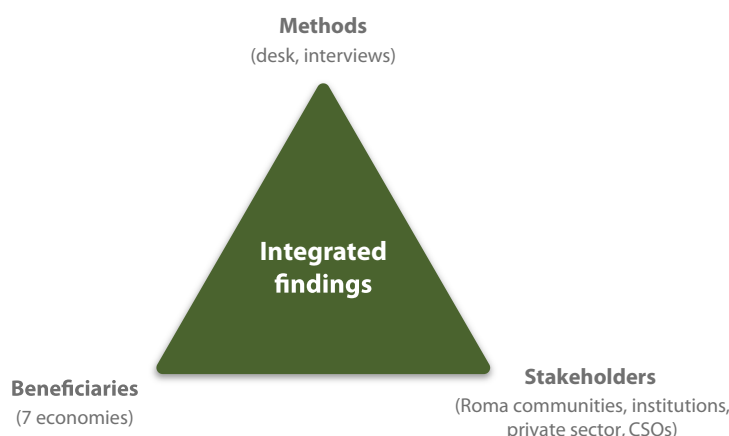 Methods
(desk, interviews)
Integrated
findings
Beneficiaries
(7 economies)
Stakeholders
(Roma communities, institutions,
private sector, CSOs)